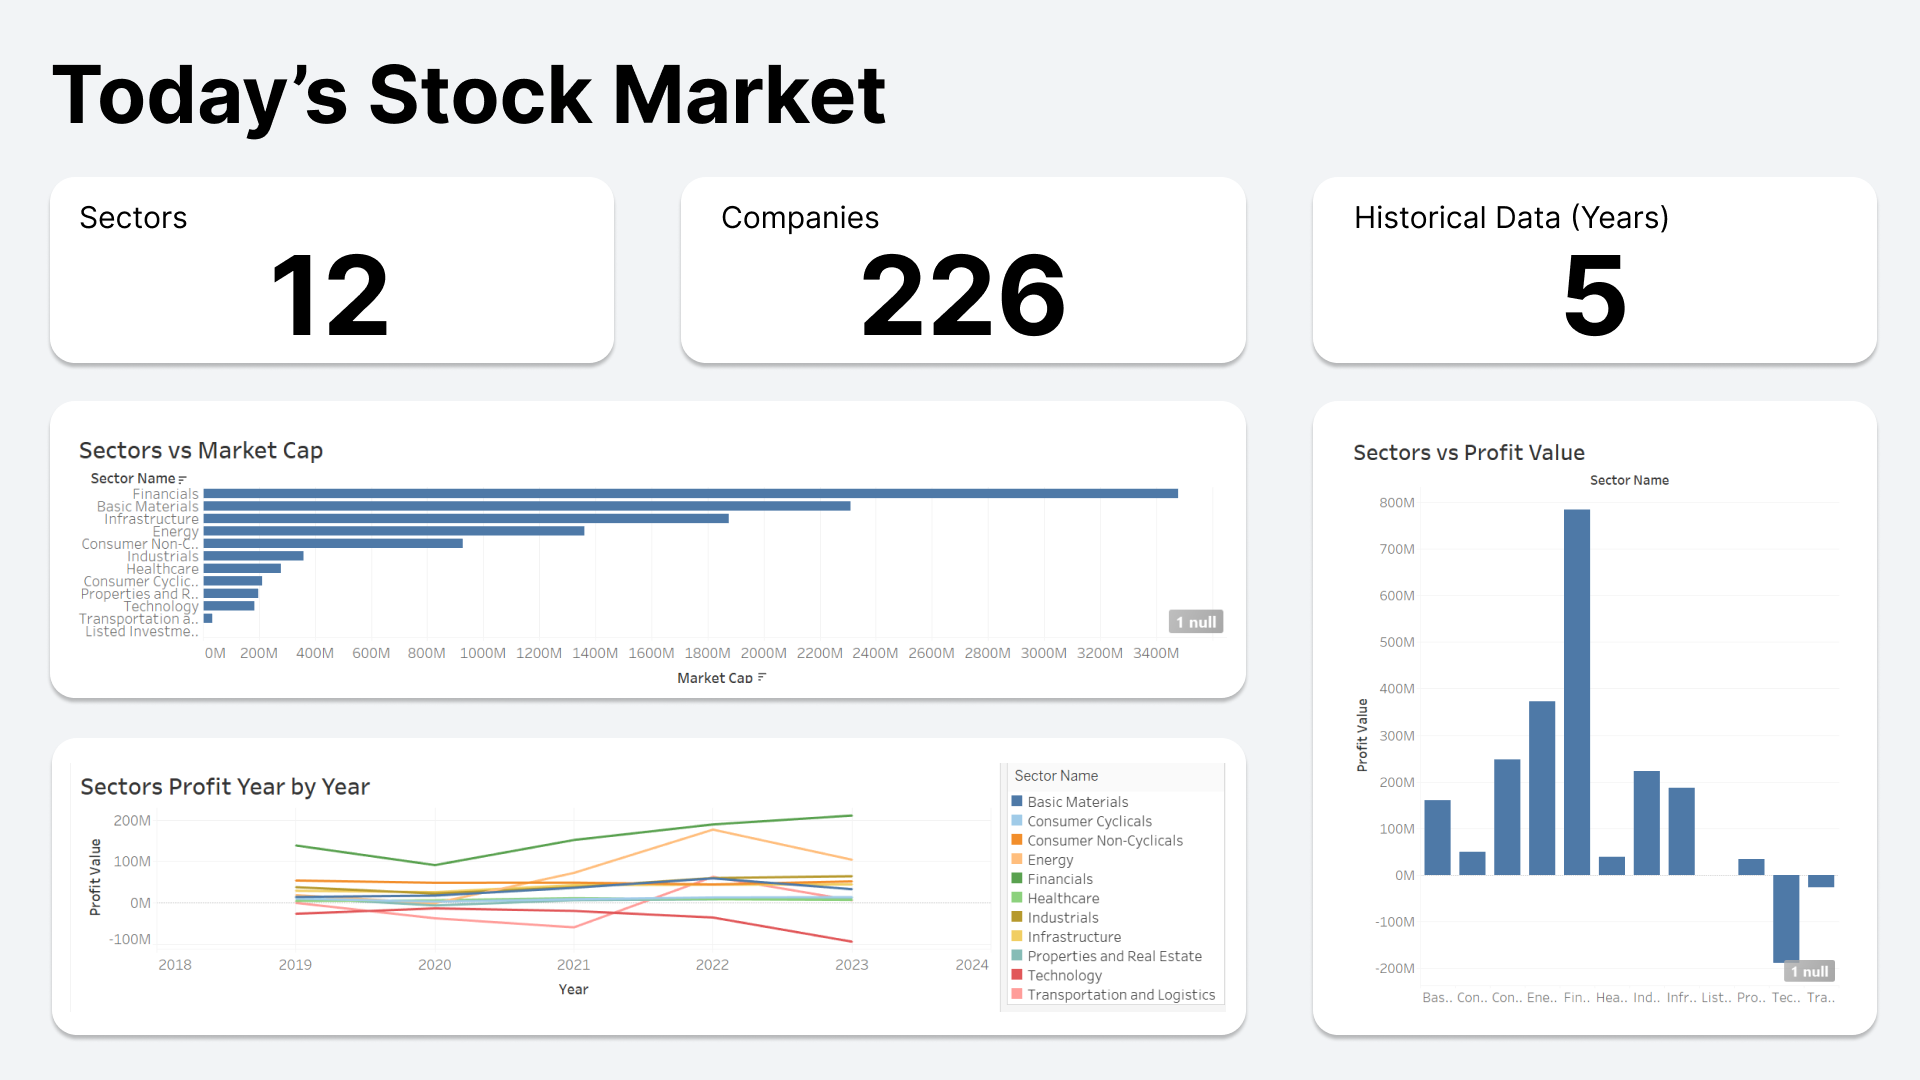 Today’s Stock Market
Sectors
12
Companies
226
Historical Data (Years)
5
Sectors vs Market Cap
Sector Name
Financials
Basic Materials
Infrastructure
Energy
Consumer Non-C..
Industrials
Healthcare
Consumer Cyclic..
Properties and R..
Technology
Transportation a..
Listed Investme..
1 null
0M 200M 400M 600M 800M 1000M 1200M 1400M 1600M 1800M 2000M 2200M 2400M 2600M 2800M 3000M 3200M 3400M
Market Cap
Sectors Profit Year by Year
Profit Value
200M
100M
0M
-100M
2018 2019 2020 2021 2022 2023 2024
Year
Sector Name
Basic Materials
Consumer Cyclicals
Consumer Non-Cyclicals
Energy
Financials
Healthcare
Industrials
Infrastructure
Properties and Real Estate
Technology
Transportation and Logistics
Sectors vs Profit Value
Sector Name
Profit Value
800M
700M
600M
500M
400M
300M
200M
100M
0M
-100M
-200M
1 null
Bas.. Con.. Con.. Ene.. Fin.. Hea.. Ind.. Infr.. List.. Pro.. Tec.. Tra..